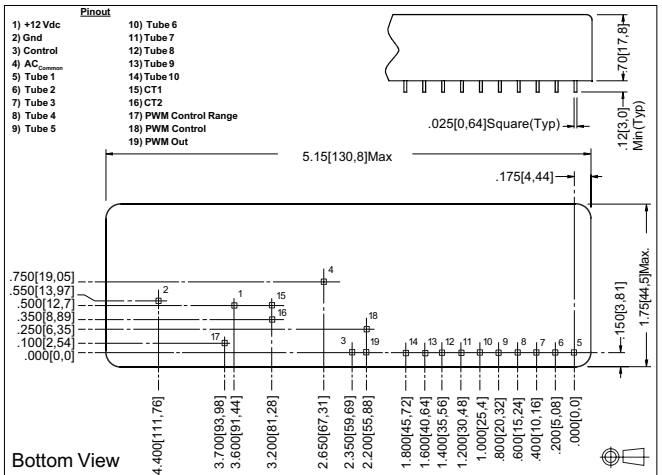 Pinout
1) +12 Vdc
2) Gnd
3) Control
4) ACCommon
5) Tube 1
6) Tube 2
7) Tube 3
8) Tube 4
9) Tube 5
10) Tube 6
11) Tube 7
12) Tube 8
13) Tube 9
14) Tube 10
15) CT1
16) CT2
17) PWM Control Range
18) PWM Control
19) PWM Out
.70[17,8]
.025[0,64]Square(Typ)
.12[3,0]
Min(Typ)
5.15[130,8]Max
.175[4,44]
.750[19,05]
.550[13,97]
.500[12,7]
.350[8,89]
.250[6,35]
.100[2,54]
.000[0,0]
2
1
15
16
17
4
18
3
19
14
13
12
11
10
9
8
7
6
5
.150[3,81]
1.75[44,5]Max.
4.400[111,76]
3.700[93,98]
3.600[91,44]
3.200[81,28]
2.650[67,31]
2.350[59,69]
2.200[55,88]
1.800[45,72]
1.600[40,64]
1.400[35,56]
1.200[30,48]
1.000[25,4]
.800[20,32]
.600[15,24]
.400[10,16]
.200[5,08]
.000[0,0]
Bottom View